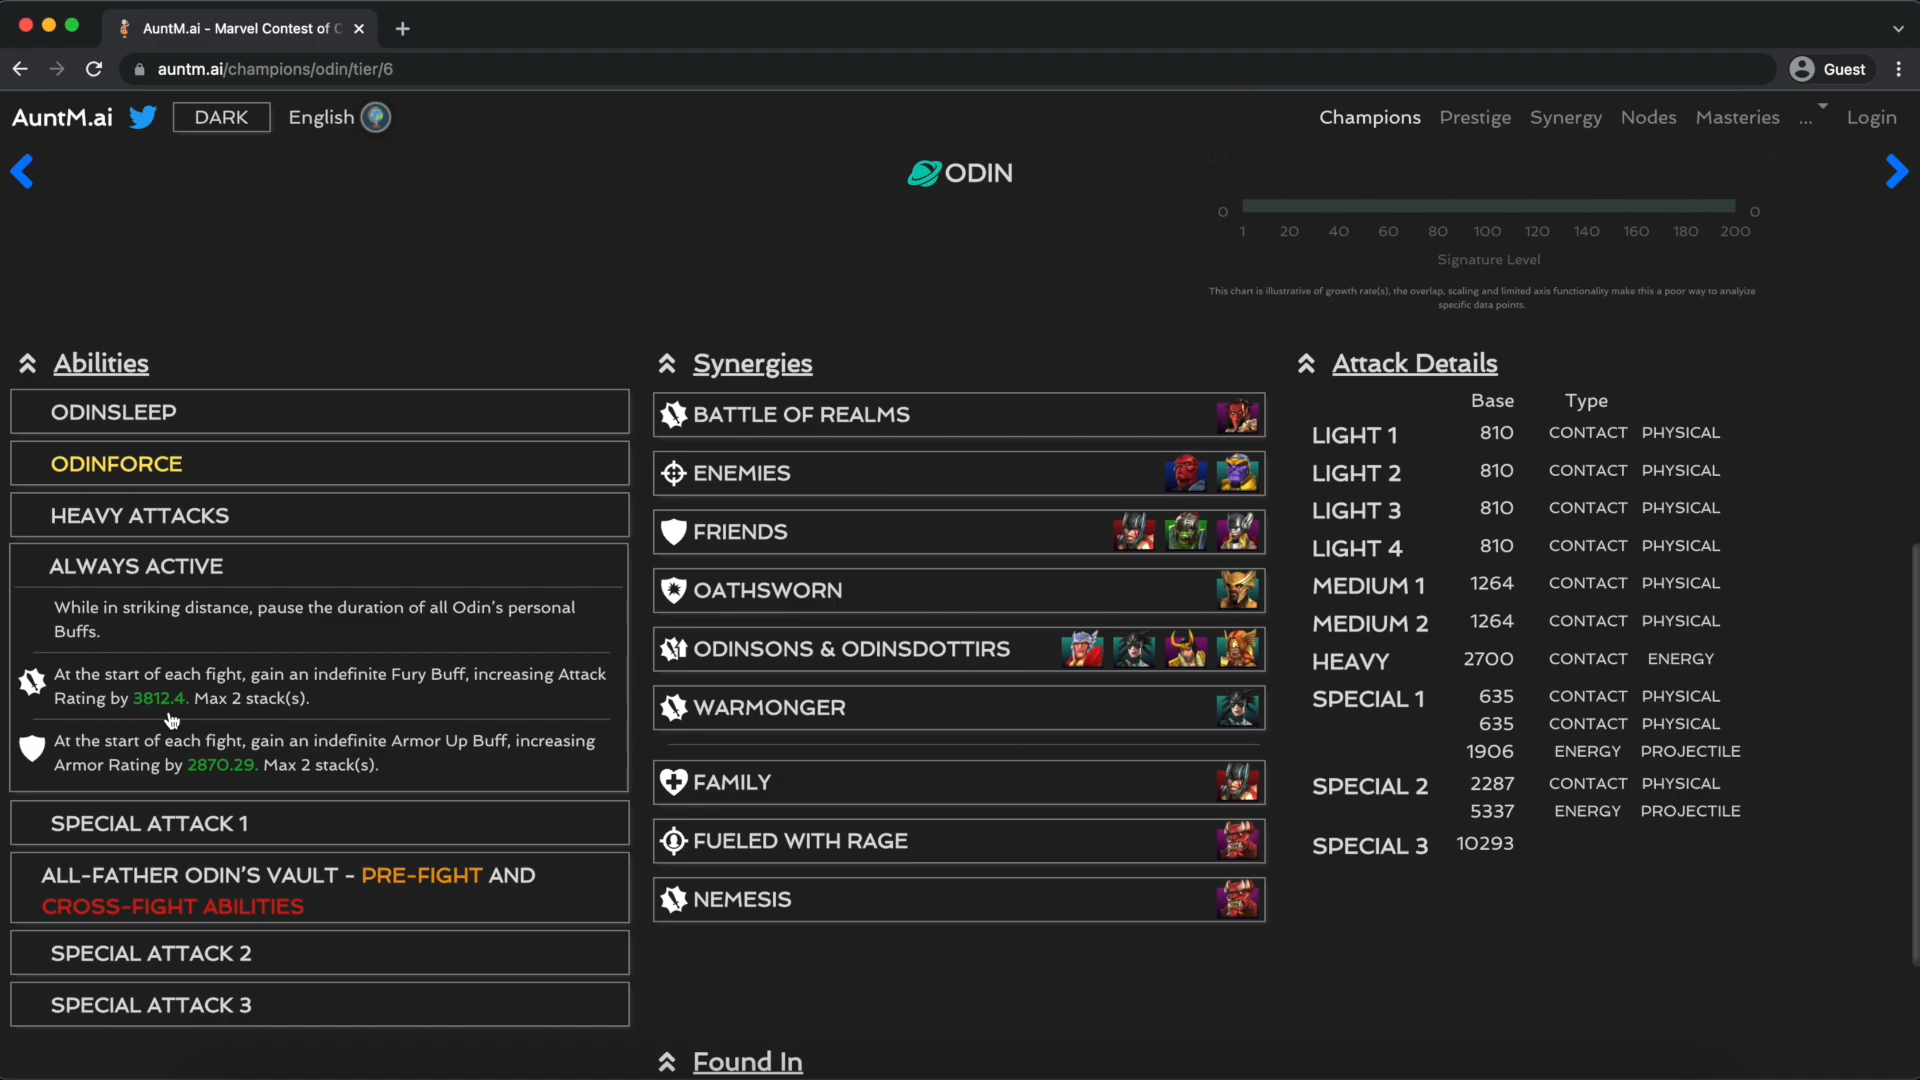 AuntM.ai - Marvel Contest of C
auntm.ai/champions/odin/tier/6
Guest
AuntM.ai
DARK
English
Champions
Prestige
Synergy
Nodes
Masteries
...
Login
ODIN
0
0
1 20 40 60 80 100 120 140 160 180 200
Signature Level
This chart is illustrative of growth rate(s), the overlap, scaling and limited axis functionality make this a poor way to analyize
specific data points.
Abilities
ODINSLEEP
ODINFORCE
HEAVY ATTACKS
ALWAYS ACTIVE
While in striking distance, pause the duration of all Odin's personal
Buffs.
At the start of each fight, gain an indefinite Fury Buff, increasing Attack
Rating by 3812.4. Max 2 stack(s).
At the start of each fight, gain an indefinite Armor Up Buff, increasing
Armor Rating by 2870.29. Max 2 stack(s).
SPECIAL ATTACK 1
ALL-FATHER ODIN'S VAULT - PRE-FIGHT AND
CROSS-FIGHT ABILITIES
SPECIAL ATTACK 2
SPECIAL ATTACK 3
Synergies
BATTLE OF REALMS
ENEMIES
FRIENDS
OATHSWORN
ODINSONS & ODINSDOTTIRS
WARMONGER
FAMILY
FUELED WITH RAGE
NEMESIS
Found In
Attack Details
Base Type
LIGHT 1 810 CONTACT PHYSICAL
LIGHT 2 810 CONTACT PHYSICAL
LIGHT 3 810 CONTACT PHYSICAL
LIGHT 4 810 CONTACT PHYSICAL
MEDIUM 1 1264 CONTACT PHYSICAL
MEDIUM 2 1264 CONTACT PHYSICAL
HEAVY 2700 CONTACT ENERGY
SPECIAL 1 635 CONTACT PHYSICAL
635 CONTACT PHYSICAL
1906 ENERGY PROJECTILE
SPECIAL 2 2287 CONTACT PHYSICAL
5337 ENERGY PROJECTILE
SPECIAL 3 10293